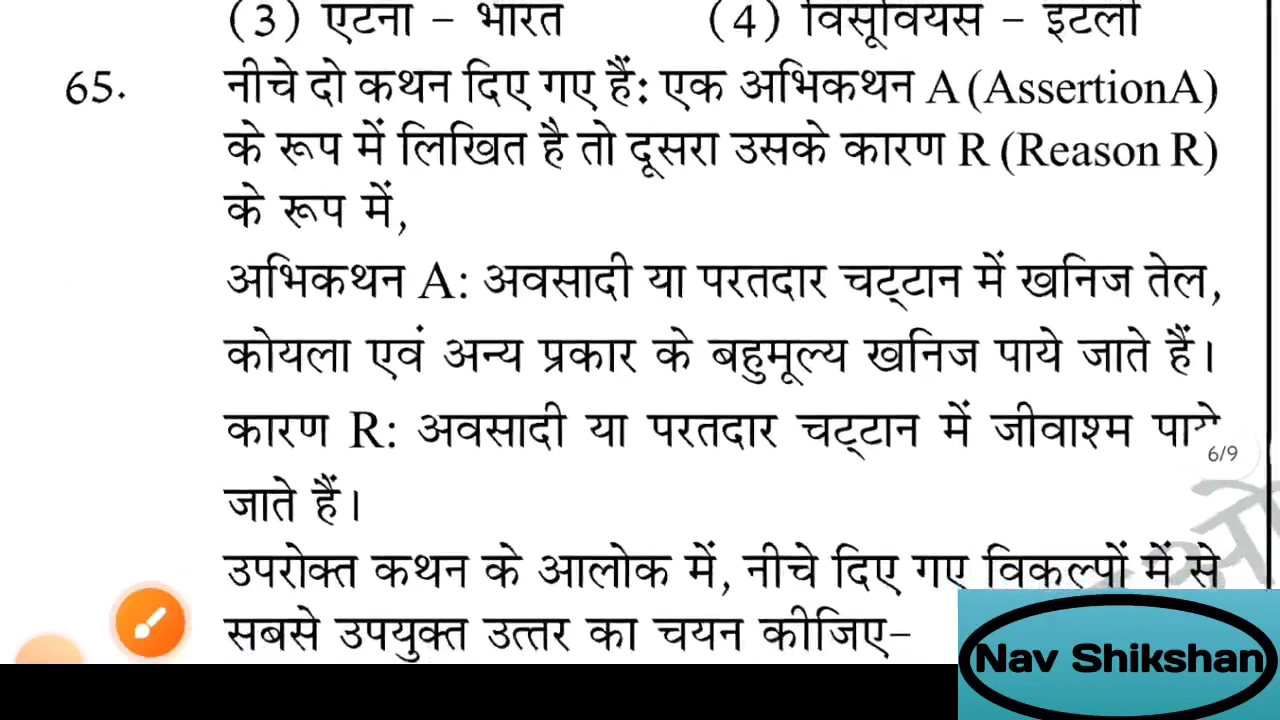 (3) एटना - भारत (4) विसूवियस - इटली
65. नीचे दो कथन दिए गए हैं: एक अभिकथन A (AssertionA)
के रूप में लिखित है तो दूसरा उसके कारण R (Reason R)
के रूप में,
अभिकथन A: अवसादी या परतदार चट्टान में खनिज तेल,
कोयला एवं अन्य प्रकार के बहुमूल्य खनिज पाये जाते हैं।
कारण R: अवसादी या परतदार चट्टान में जीवाश्म पाये
6/9
जाते हैं।
उपरोक्त कथन के आलोक में, नीचे दिए गए विकल्पों में से
सबसे उपयुक्त उत्तर का चयन कीजिए-
Nav Shikshan